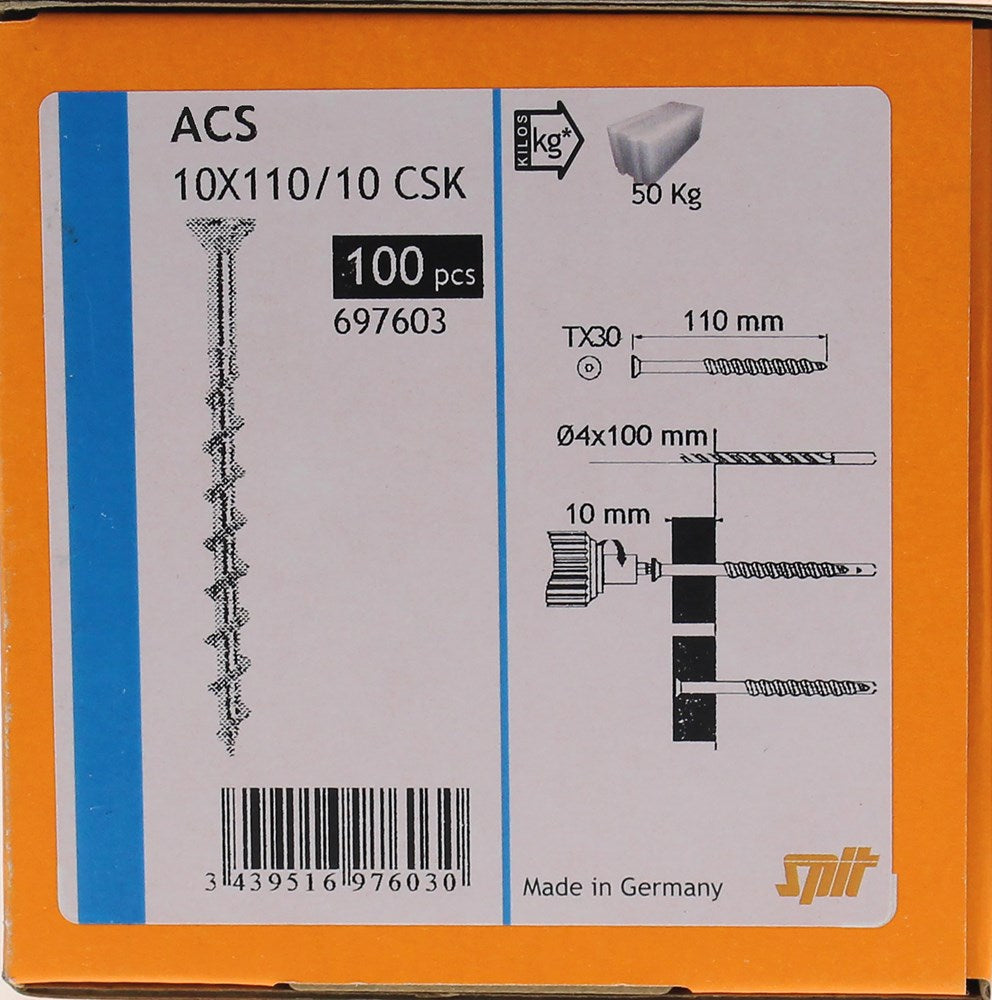 ACS
10X110/10 CSK
100 pcs
697603
3 439516 976030
KILOS
kg*
50 Kg
TX30
110 mm
Ø4x100 mm
10 mm
Made in Germany
spit